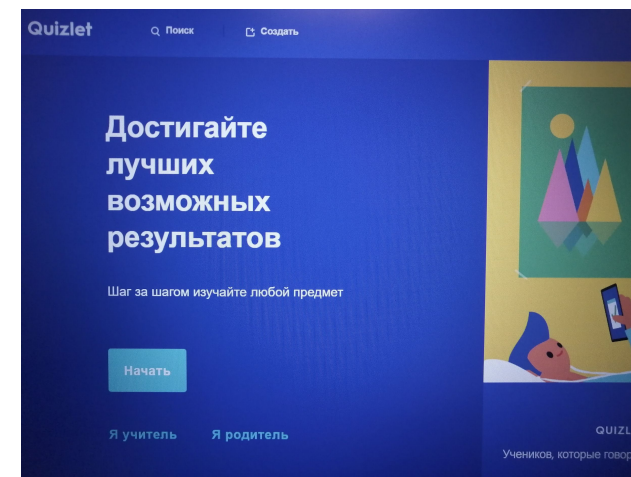 Quizlet
Поиск
Создать
Достигайте
лучших
возможных
результатов
Шаг за шагом изучайте любой предмет
Начать
Я учитель
Я родитель
QUIZL
Учеников, которые говор